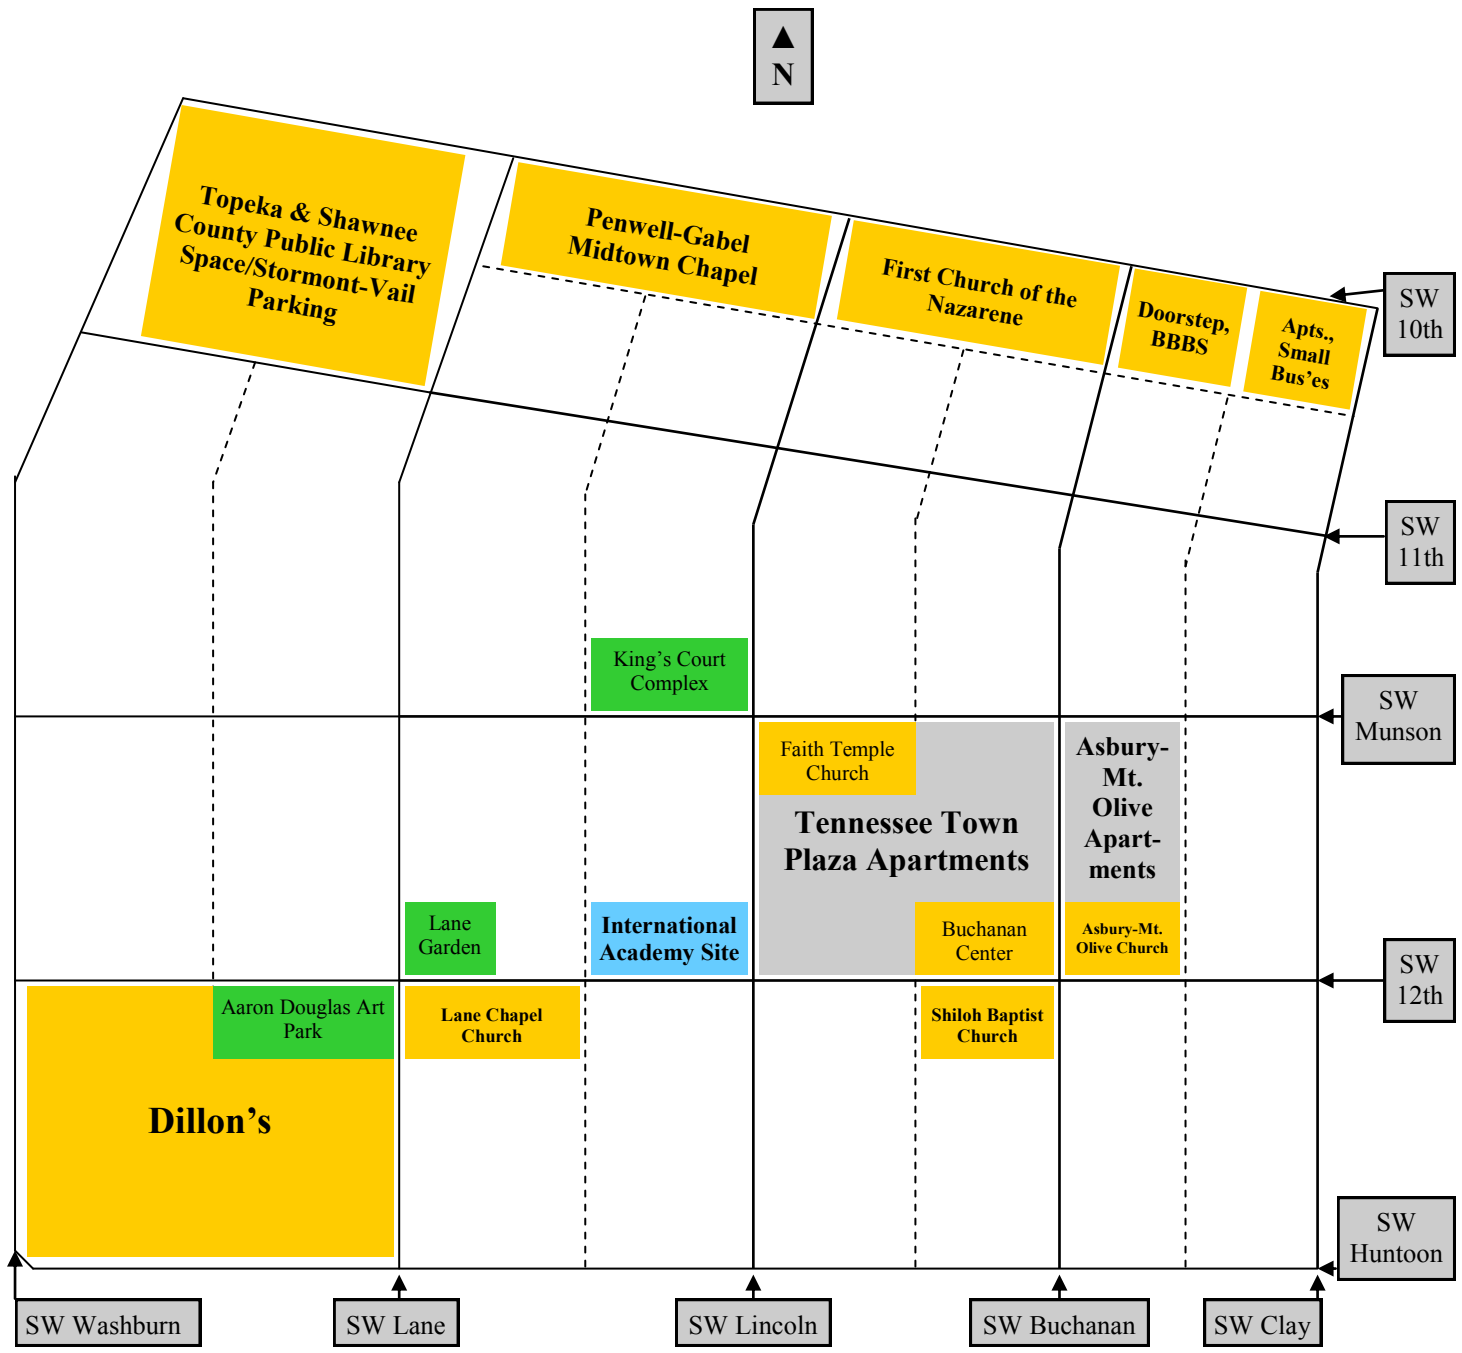 ▲
N
Topeka & Shawnee
County Public Library
Space/Stormont-Vail
Parking
Penwell-Gabel
Midtown Chapel
First Church of the
Nazarene
Doorstep,
BBBS
Apts.,
Small
Bus’es
SW
10th
SW
11th
King’s Court
Complex
SW
Munson
Faith Temple
Church
Tennessee Town
Plaza Apartments
Asbury-
Mt.
Olive
Apart-
ments
Lane
Garden
International
Academy Site
Buchanan
Center
Asbury-Mt.
Olive Church
SW
12th
Aaron Douglas Art
Park
Lane Chapel
Church
Shiloh Baptist
Church
Dillon’s
SW
Huntoon
SW Washburn
SW Lane
SW Lincoln
SW Buchanan
SW Clay